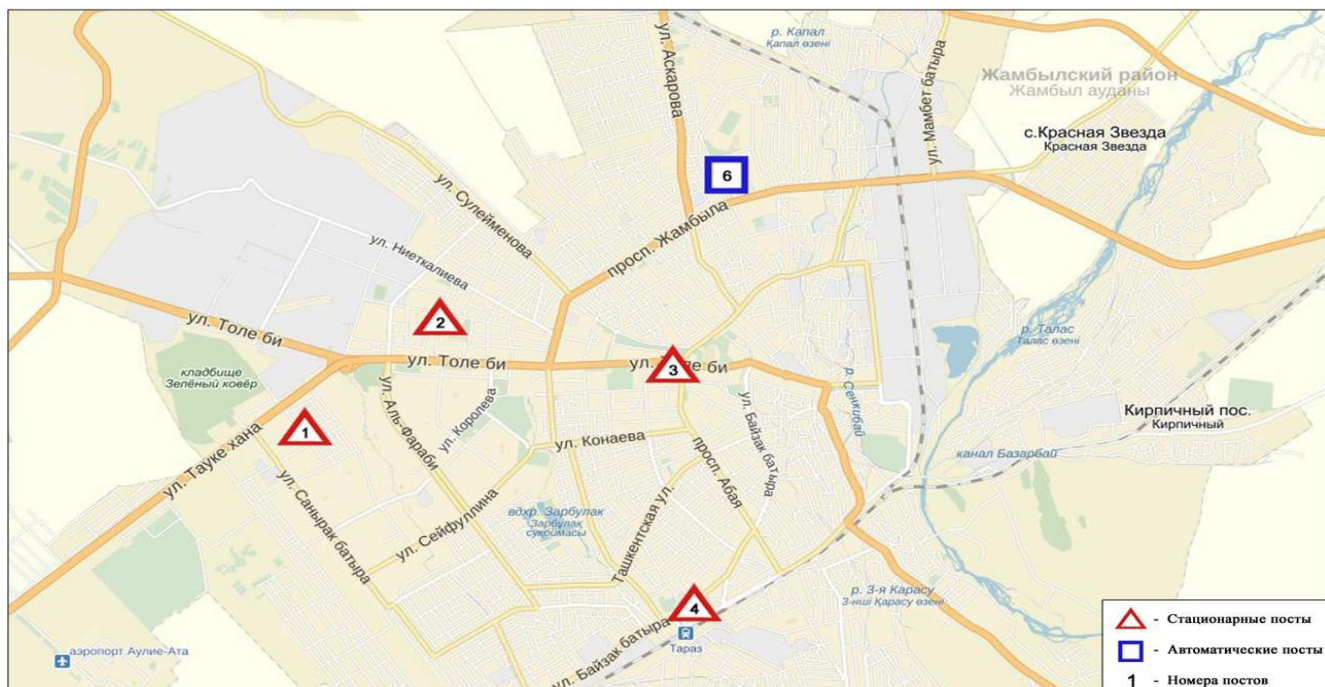 р. Капал
Қапал өзені
ул. Аскарова
ул. Мамбет батыра
Жамбылский район
Жамбыл ауданы
с.Красная Звезда
Красная Звезда
6
ул. Сулейменова
просп. Жамбыла
ул. Ниеткалиева
2
ул. Толе би
ул. Толе би
ул. Толе би
3
р. Талас
Талас өзені
кладбище
Зелёный ковёр
р. Сенкибай
ул. Аль-Фараби
ул. Королева
ул. Байзак батыра
Кирпичный пос.
Кирпичный
1
ул. Конаева
канал Базарбай
ул. Тауке хана
ул. Санырак батыра
ул. Сейфуллина
просп. Абая
вдхр. Зарбулак
Зарбулақ
суқоймасы
Ташкентская ул.
р. 3-я Карасу
3-нші Қарасу өзені
4
ул. Байзак батыра
Тараз
аэропорт Аулие-Ата
- Стационарные посты
- Автоматические посты
1 - Номера постов